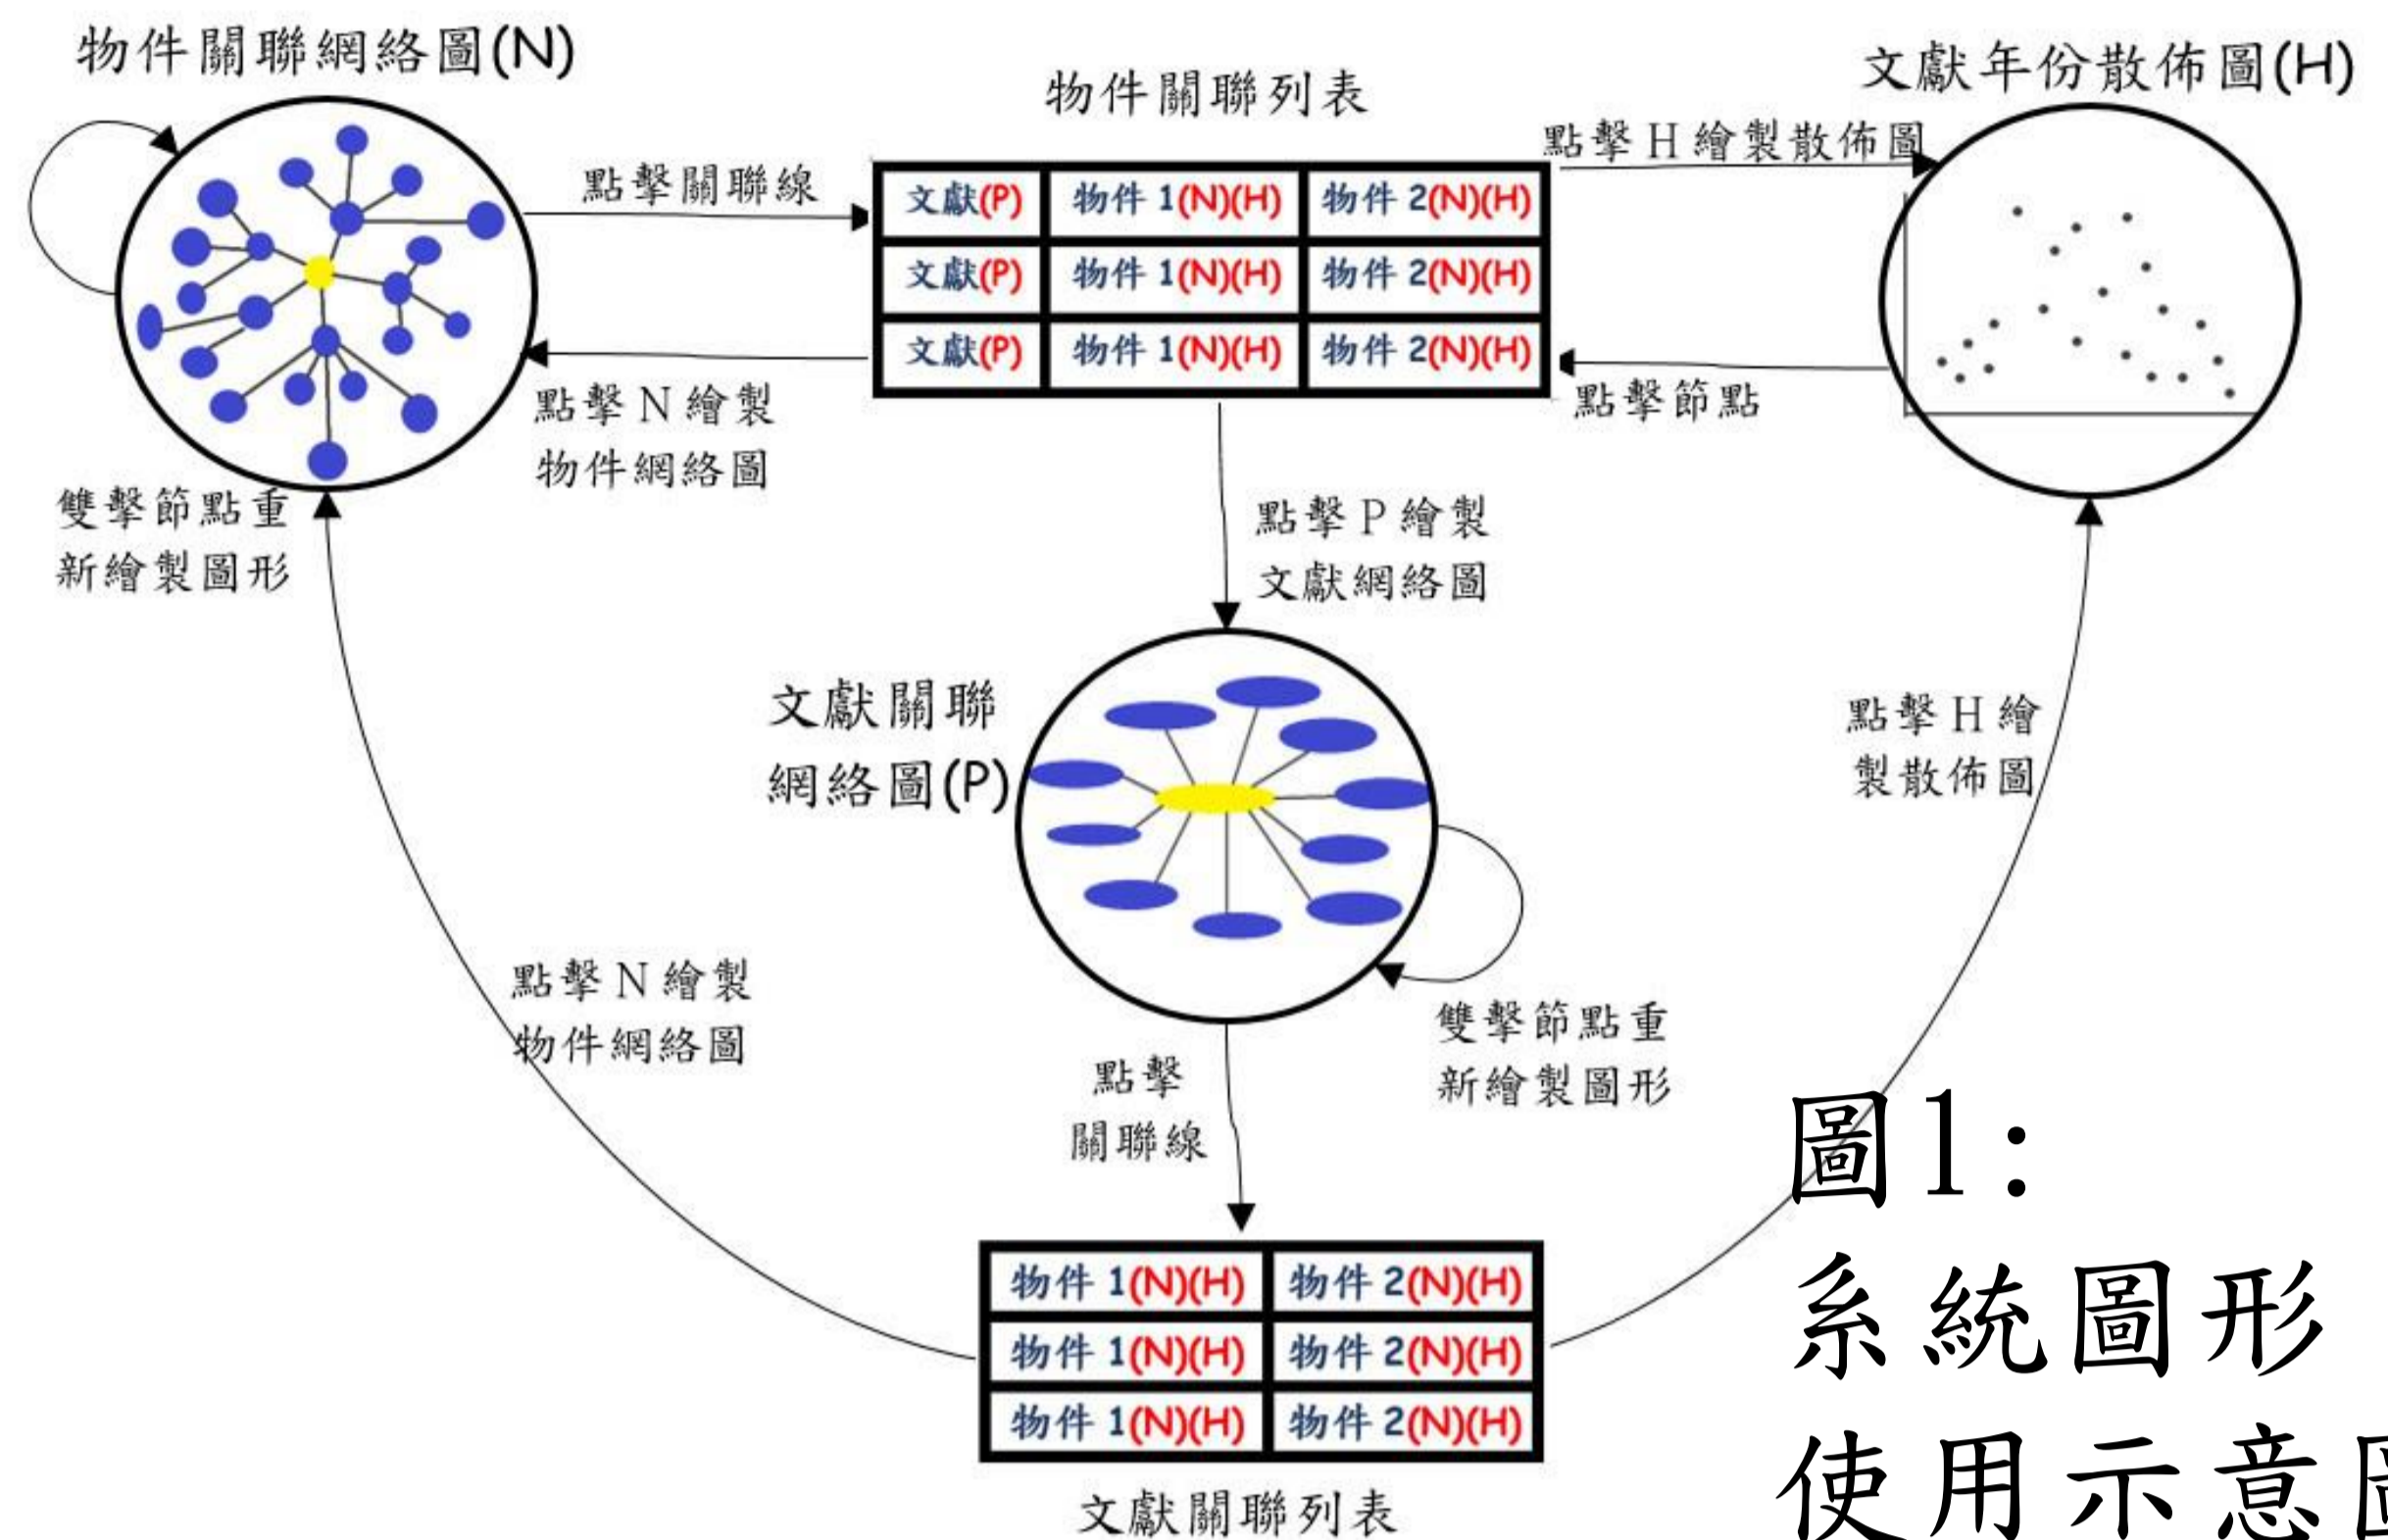 物件關聯網絡圖(N)
物件關聯列表
文獻年份散佈圖(H)
點擊關聯線
點擊 H 繪製散佈圖
文獻(P) 物件 1(N)(H) 物件 2(N)(H)
文獻(P) 物件 1(N)(H) 物件 2(N)(H)
文獻(P) 物件 1(N)(H) 物件 2(N)(H)
點擊 N 繪製
物件網絡圖
點擊節點
雙擊節點重
新繪製圖形
點擊 P 繪製
文獻網絡圖
文獻關聯
網絡圖(P)
點擊 H 繪
製散佈圖
點擊 N 繪製
物件網絡圖
雙擊節點重
新繪製圖形
點擊
關聯線
物件 1(N)(H) 物件 2(N)(H)
物件 1(N)(H) 物件 2(N)(H)
物件 1(N)(H) 物件 2(N)(H)
文獻關聯列表
圖1:
系統圖形
使用示意